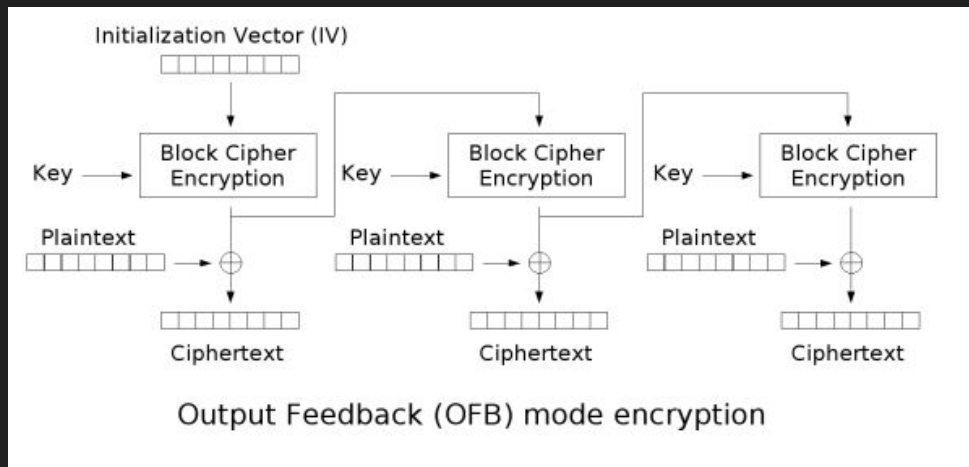 Initialization Vector (IV)
Key
Block Cipher
Encryption
Key
Block Cipher
Encryption
Key
Block Cipher
Encryption
Plaintext
Plaintext
Plaintext
Ciphertext
Ciphertext
Ciphertext
Output Feedback (OFB) mode encryption